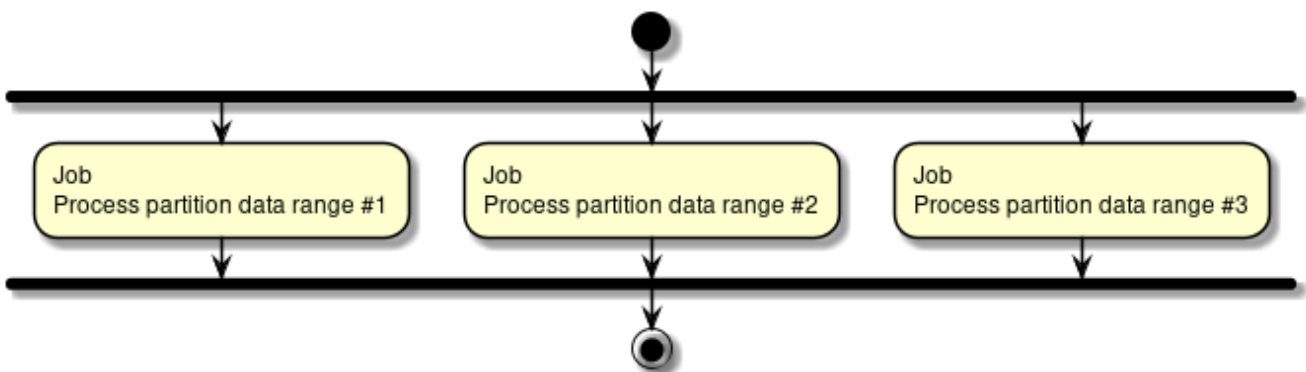 Job
Process partition data range #1
Job
Process partition data range #2
Job
Process partition data range #3